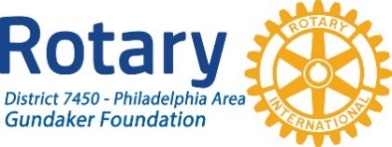 Rotary
District 7450 - Philadelphia Area
Gundaker Foundation
ROTARY
INTERNATIONAL